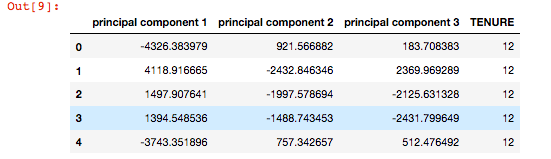 Out[9]:
principal component 1 principal component 2 principal component 3 TENURE
0 -4326.383979 921.566882 183.708383 12
1 4118.916665 -2432.846346 2369.969289 12
2 1497.907641 -1997.578694 -2125.631328 12
3 1394.548536 -1488.743453 -2431.799649 12
4 -3743.351896 757.342657 512.476492 12